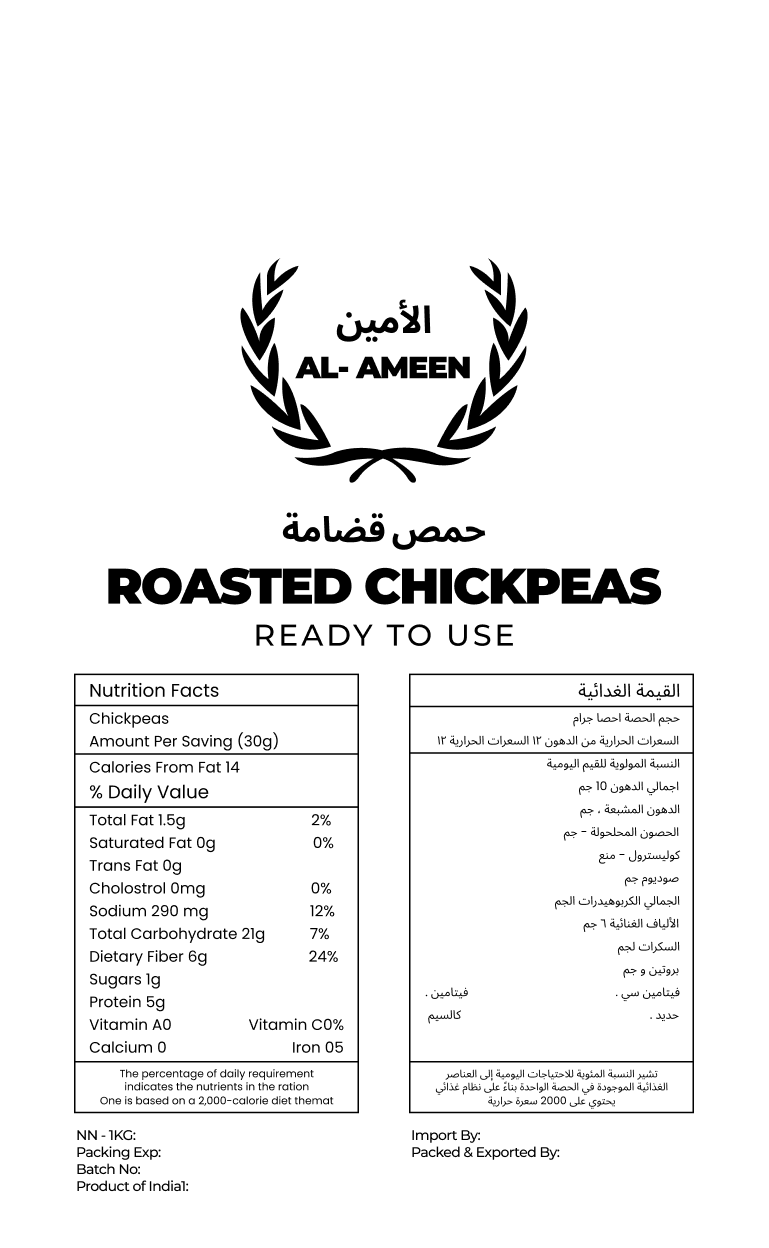 الأمين
AL- AMEEN
حمص قضامة
ROASTED CHICKPEAS
READY TO USE
Nutrition Facts
Chickpeas
Amount Per Saving (30g)
Calories From Fat 14
% Daily Value
Total Fat 1.5g 2%
Saturated Fat 0g 0%
Trans Fat 0g
Cholostrol 0mg 0%
Sodium 290 mg 12%
Total Carbohydrate 21g 7%
Dietary Fiber 6g 24%
Sugars 1g
Protein 5g
Vitamin A0 Vitamin C0%
Calcium 0 Iron 05
The percentage of daily requirement
indicates the nutrients in the ration
One is based on a 2,000-calorie diet themat
القيمة الغدائية
حجم الحصة احصا جرام
السعرات الحرارية من الدهون ١٢ السعرات الحرارية ١٢
النسبة المولوية للقيم اليومية
اجمالي الدهون 10 جم
الدهون المشبعة ، جم
الحصون المحلحولة - جم
كوليسترول - منع
صوديوم جم
الجمالي الكربوهيدرات الجم
الألياف الغنائية ٦ جم
السكرات لجم
بروتين و جم
فيتامين سي . فيتامين .
حديد . كالسيم
تشير النسبة المئوية للاحتياجات اليومية إلى العناصر
الغذائية الموجودة في الحصة الواحدة بناءً على نظام غذائي
يحتوي على 2000 سعرة حرارية
NN - 1KG:
Packing Exp:
Batch No:
Product of India1:
Import By:
Packed & Exported By: